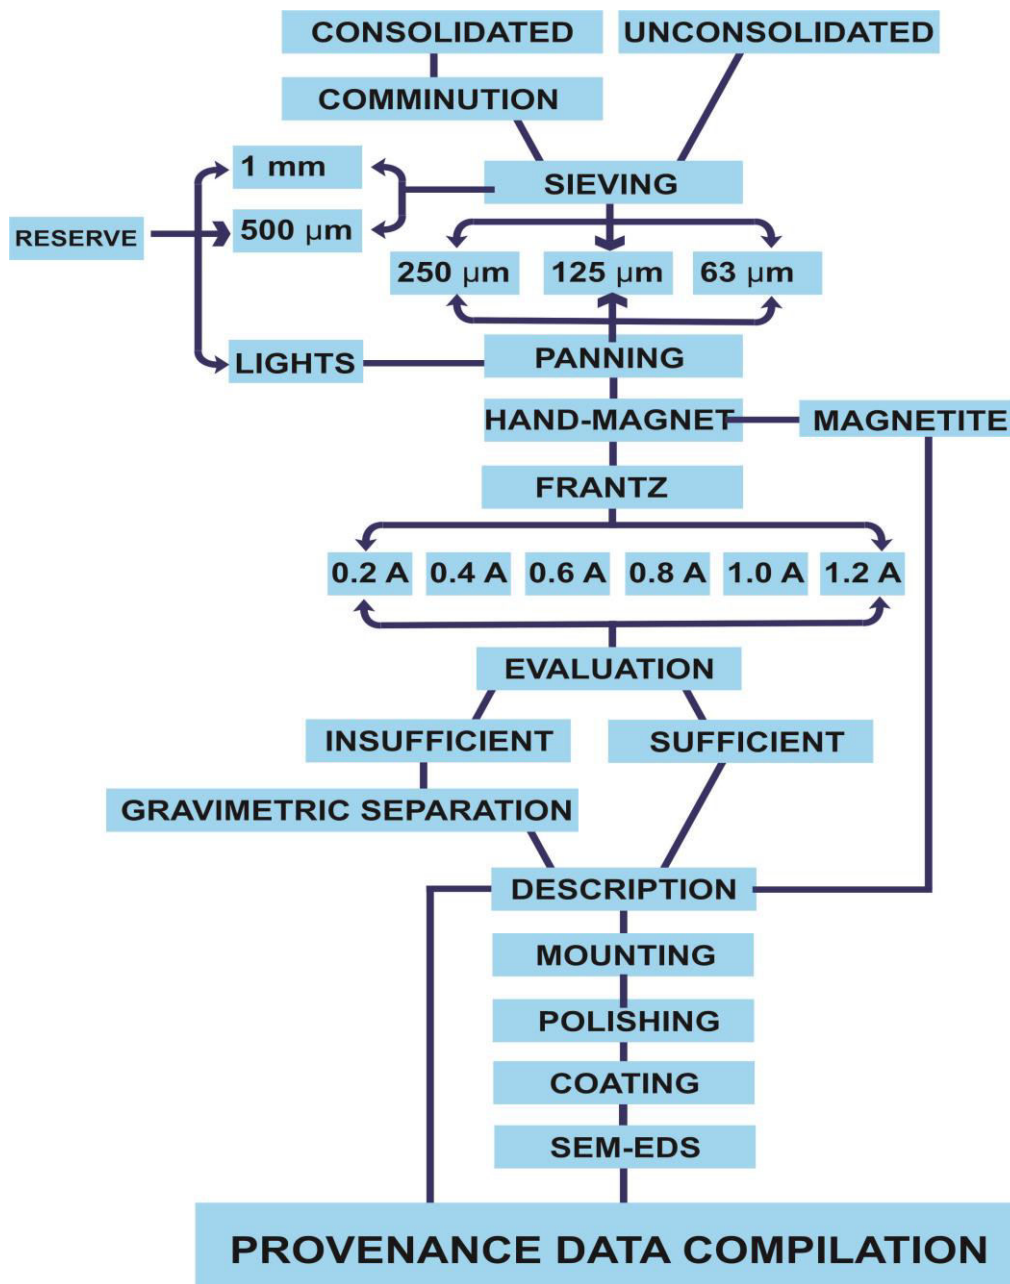 CONSOLIDATED
UNCONSOLIDATED
COMMINUTION
1 mm
SIEVING
RESERVE
500 µm
250 µm
125 µm
63 µm
LIGHTS
PANNING
HAND-MAGNET
MAGNETITE
FRANTZ
0.2 A
0.4 A
0.6 A
0.8 A
1.0 A
1.2 A
EVALUATION
INSUFFICIENT
SUFFICIENT
GRAVIMETRIC SEPARATION
DESCRIPTION
MOUNTING
POLISHING
COATING
SEM-EDS
PROVENANCE DATA COMPILATION